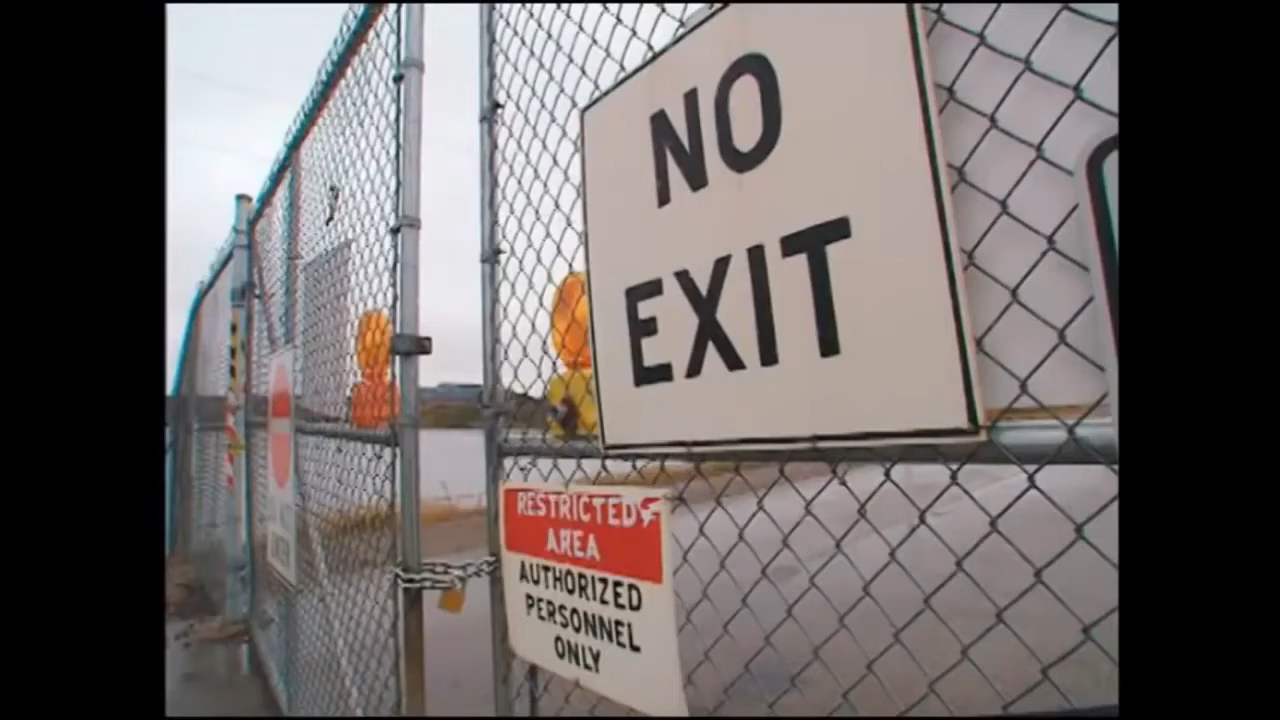 NO
EXIT
RESTRICTED
AREA
AUTHORIZED
PERSONNEL
ONLY